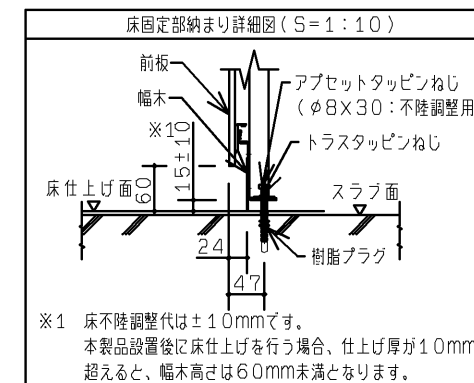 床固定部納まり詳細図(S=1:10)
前板
アプセットタッピンねじ
(φ8×30:不陸調整用
幅木
※1
トラスタッピンねじ
15±10
60
床仕上げ面
スラブ面
24
樹脂プラグ
47
※1 床不陸調整代は±10mmです。
本製品設置後に床仕上げを行う場合、仕上げ厚が10mm
超えると、幅木高さは60mm未満となります。